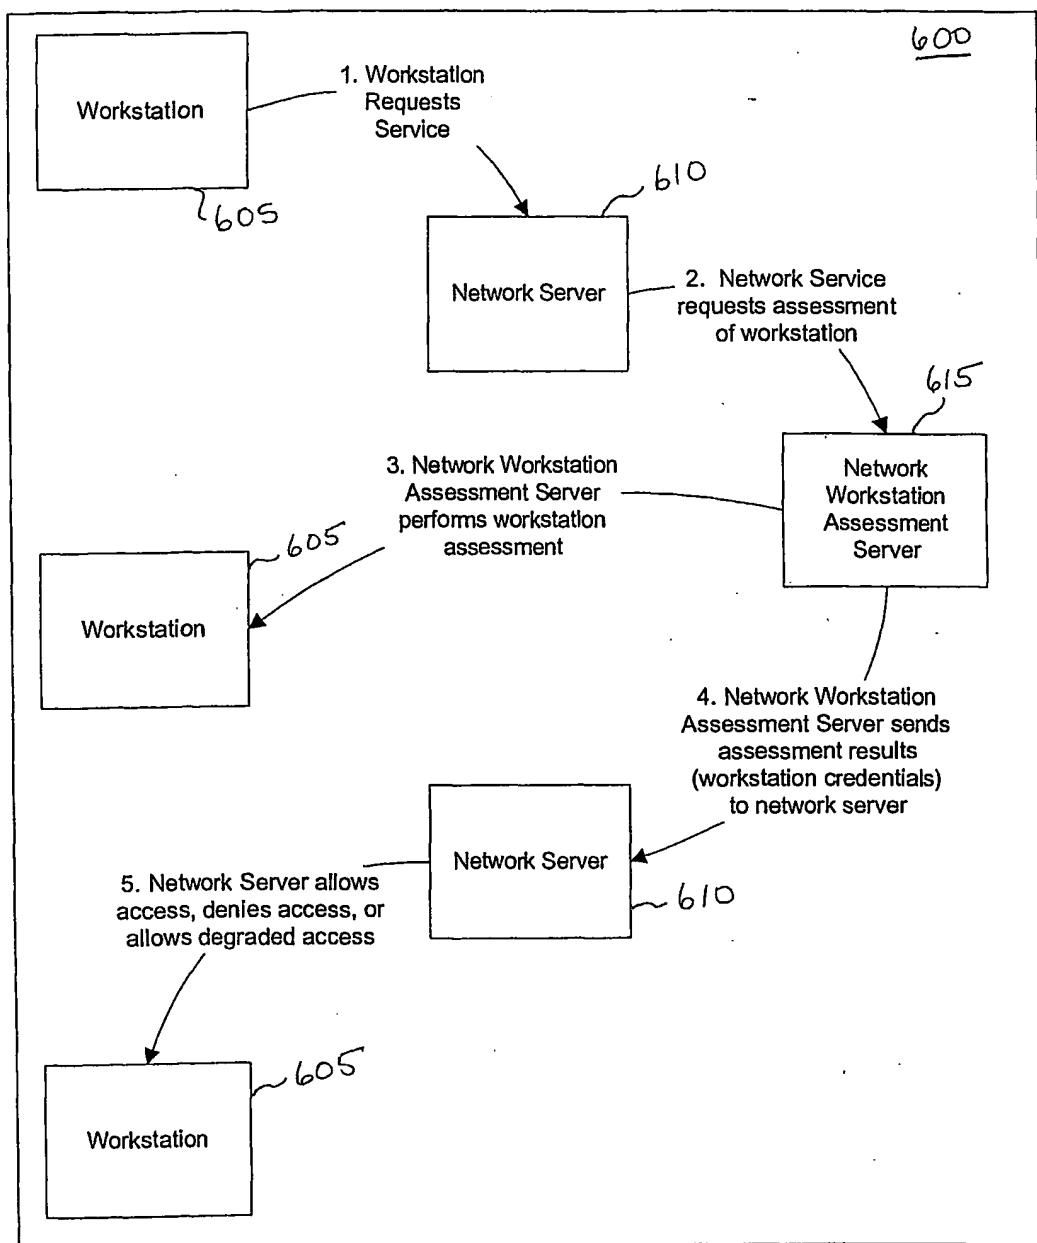 600
Workstation
1. Workstation
Requests
Service
605
610
Network Server
2. Network Service
requests assessment
of workstation
615
Network
Workstation
Assessment
Server
3. Network Workstation
Assessment Server
performs workstation
assessment
605
Workstation
4. Network Workstation
Assessment Server sends
assessment results
(workstation credentials)
to network server
Network Server
610
5. Network Server allows
access, denies access, or
allows degraded access
605
Workstation